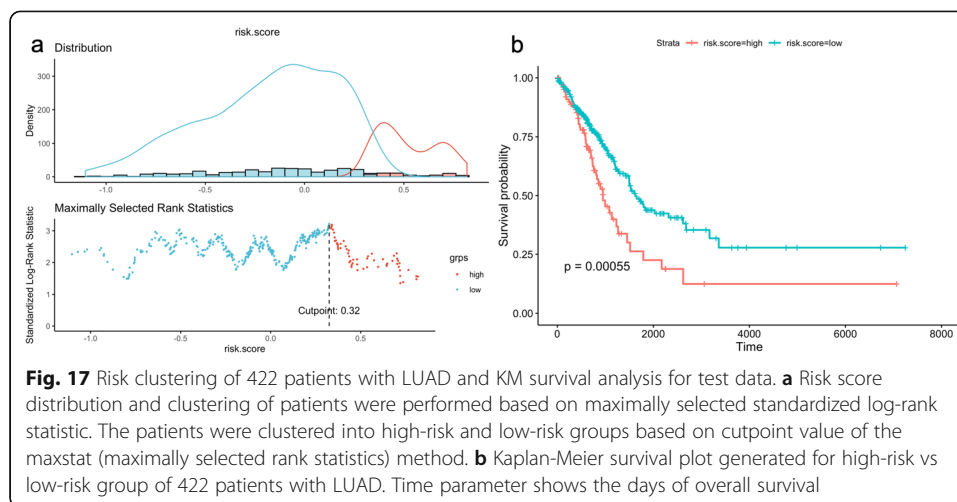 a
risk.score
Distribution
Density
300
200
100
0
-1.0
-0.5
0.0
0.5
Maximally Selected Rank Statistics
Standardized Log-Rank Statistic
3
2
1
0
Cutpoint: 0.32
-1.0
-0.5
0.0
0.5
risk.score
grps
high
low
b
Strata
risk.score=high
risk.score=low
Survival probability
1.00
0.75
0.50
0.25
0.00
p = 0.00055
0
2000
4000
6000
8000
Time
Fig. 17 Risk clustering of 422 patients with LUAD and KM survival analysis for test data. a Risk score
distribution and clustering of patients were performed based on maximally selected standardized log-rank
statistic. The patients were clustered into high-risk and low-risk groups based on cutpoint value of the
maxstat (maximally selected rank statistics) method. b Kaplan-Meier survival plot generated for high-risk vs
low-risk group of 422 patients with LUAD. Time parameter shows the days of overall survival